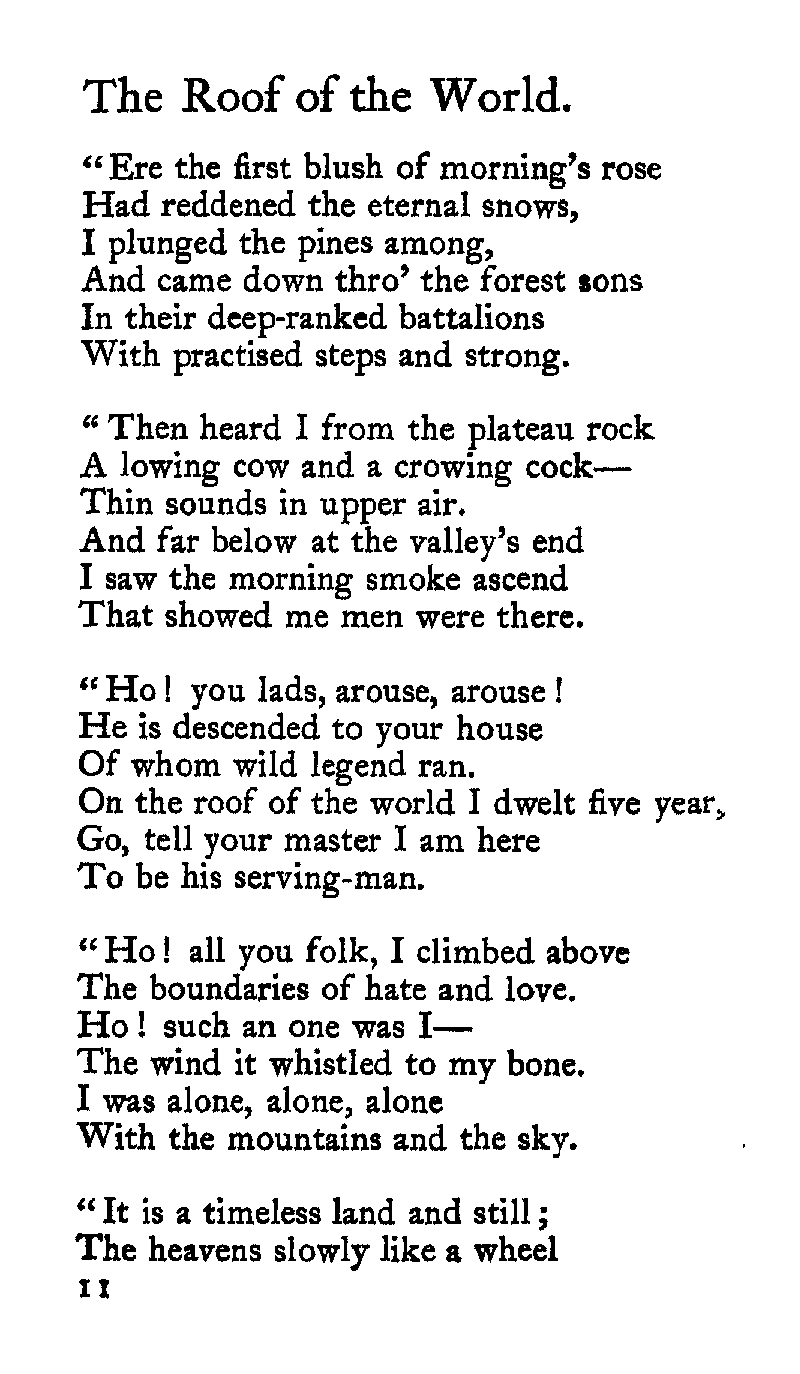 The Roof of the World.
“Ere the first blush of morning’s rose
Had reddened the eternal snows,
I plunged the pines among,
And came down thro’ the forest sons
In their deep-ranked battalions
With practised steps and strong.
“Then heard I from the plateau rock
A lowing cow and a crowing cock—
Thin sounds in upper air.
And far below at the valley’s end
I saw the morning smoke ascend
That showed me men were there.
“Ho! you lads, arouse, arouse!
He is descended to your house
Of whom wild legend ran.
On the roof of the world I dwelt five year,
Go, tell your master I am here
To be his serving-man.
“Ho! all you folk, I climbed above
The boundaries of hate and love.
Ho! such an one was I—
The wind it whistled to my bone.
I was alone, alone, alone
With the mountains and the sky.
“It is a timeless land and still;
The heavens slowly like a wheel
11